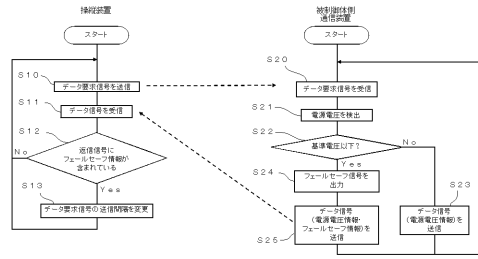 操縦装置
スタート
S10
データ要求信号を送信
S11
データ信号を受信
S12
返信信号に
フェールセーフ情報が
含まれている
No
Yes
S13
データ要求信号の送信間隔を変更
被制御体側
通信装置
スタート
S20
データ要求信号を受信
S21
電源電圧を検出
S22
基準電圧以下?
No
Yes
S24
フェールセーフ信号を
出力
S23
データ信号
(電源電圧情報)を
送信
データ信号
(電源電圧情報・
フェールセーフ情報)を
送信
S25